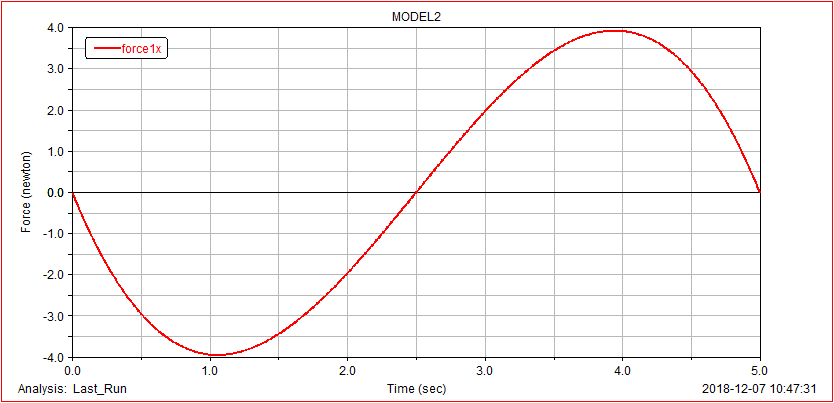 MODEL2
4.0
force1x
3.0
2.0
1.0
0.0
-1.0
-2.0
-3.0
-4.0
Force (newton)
0.0 1.0 2.0 3.0 4.0 5.0
Analysis: Last_Run Time (sec) 2018-12-07 10:47:31